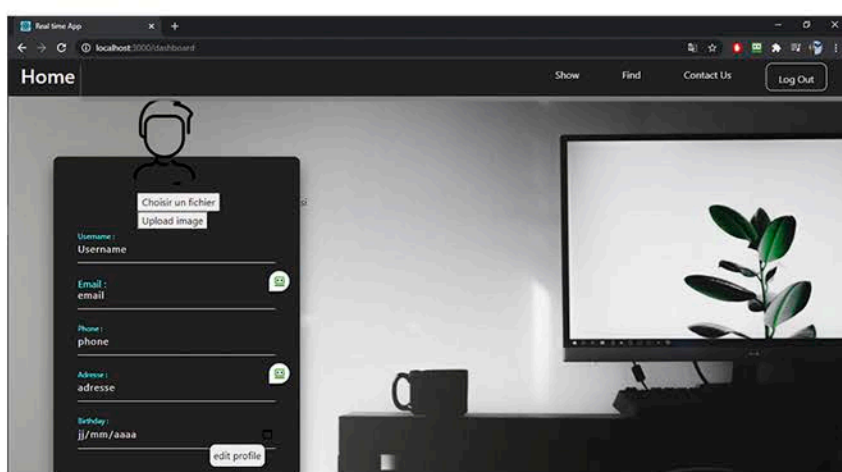 Real time App
localhost:3000/dashboard
Home
Show
Find
Contact Us
Log Out
Choisir un fichier
si
Upload image
Username :
Username
Email :
email
Phone :
phone
Adresse :
adresse
Birthday :
jj/mm/aaaa
edit profile